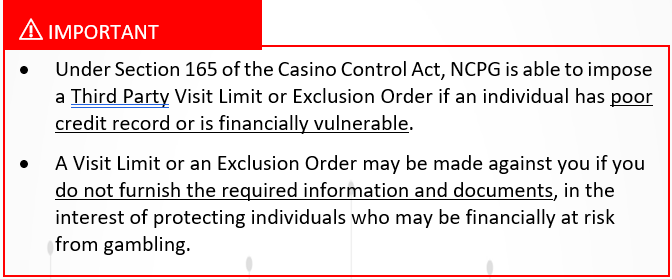 ⚠ IMPORTANT
• Under Section 165 of the Casino Control Act, NCPG is able to impose
a Third Party Visit Limit or Exclusion Order if an individual has poor
credit record or is financially vulnerable.
• A Visit Limit or an Exclusion Order may be made against you if you
do not furnish the required information and documents, in the
interest of protecting individuals who may be financially at risk
from gambling.